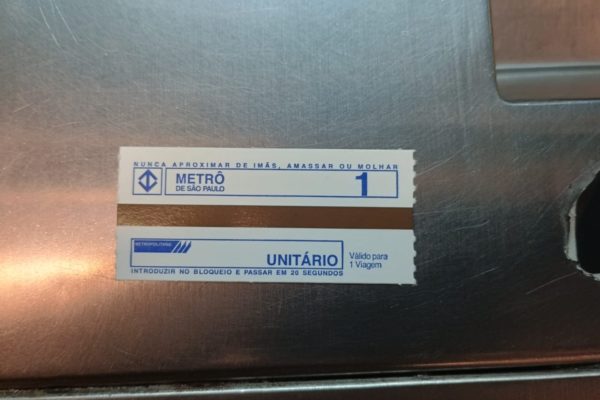 NUNCA APROXIMAR DE IMÃS, AMASSAR OU MOLHAR
METRÔ
DE SÃO PAULO
1
METROPOLITANO
UNITÁRIO
Válido para
1 Viagem
INTRODUZIR NO BLOQUEIO E PASSAR EM 20 SEGUNDOS